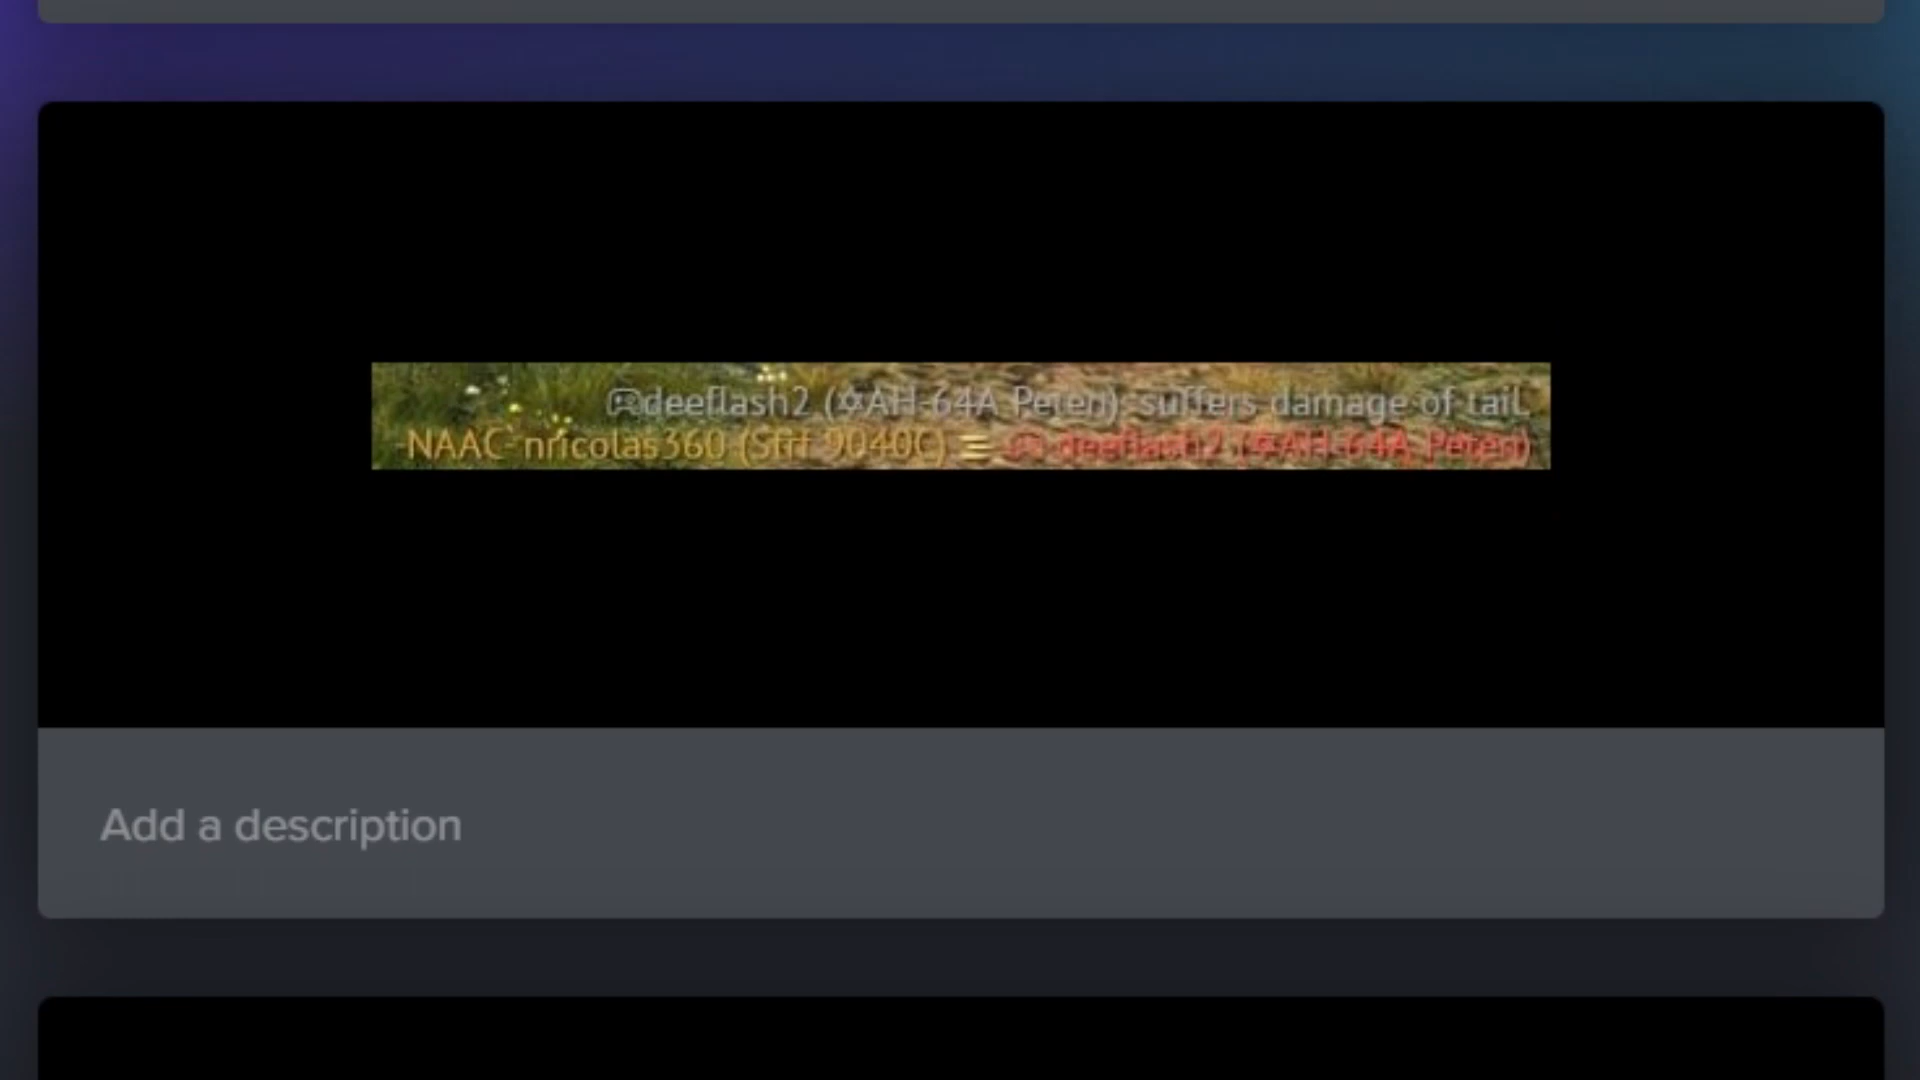 deeflash2 (✡AH-64A Peten): suffers damage of tail.
-NAAC- nricolas360 (Strf 9040C) deeflash2 (✡AH-64A Peten)
Add a description